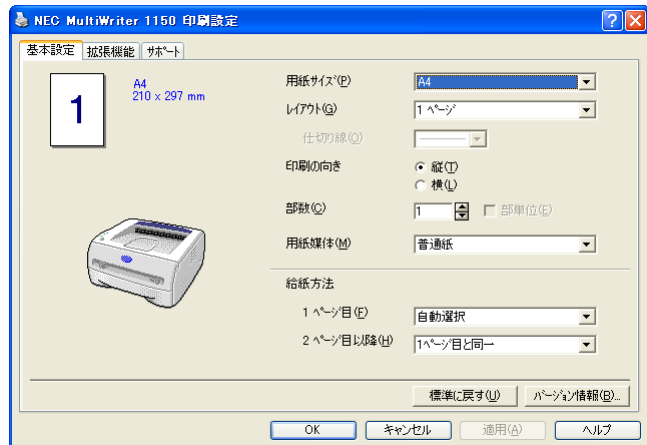 NEC MultiWriter 1150 印刷設定
基本設定 拡張機能 ｻﾎﾟｰﾄ
1
A4
210 x 297 mm
用紙ｻｲｽﾞ(P) A4
ﾚｲｱｳﾄ(G) 1 ﾍﾟｰｼﾞ
仕切り線(O)
印刷の向き 縦(T)
横(L)
部数(C) 1 部単位(E)
用紙媒体(M) 普通紙
給紙方法
1 ﾍﾟｰｼﾞ目(F) 自動選択
2 ﾍﾟｰｼﾞ目以降(H) 1ﾍﾟｰｼﾞ目と同一
標準に戻す(U) ﾊﾞｰｼﾞｮﾝ情報(B)...
OK キャンセル 適用(A) ヘルプ